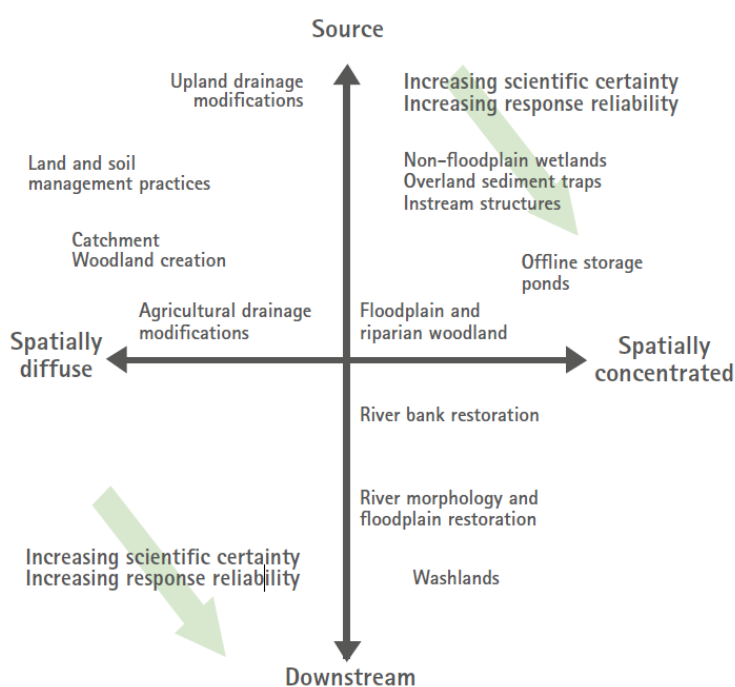 Source
Upland drainage
modifications
Increasing scientific certainty
Increasing response reliability
Land and soil
management practices
Non-floodplain wetlands
Overland sediment traps
Instream structures
Catchment
Woodland creation
Offline storage
ponds
Agricultural drainage
modifications
Floodplain and
riparian woodland
Spatially
diffuse
Spatially
concentrated
River bank restoration
River morphology and
floodplain restoration
Increasing scientific certainty
Increasing response reliability
Washlands
Downstream